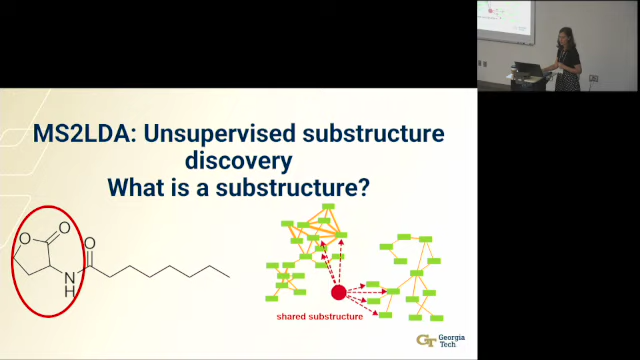 MS2LDA: Unsupervised substructure
discovery
What is a substructure?
O
O
O
N
H
shared substructure
GT Georgia
Tech